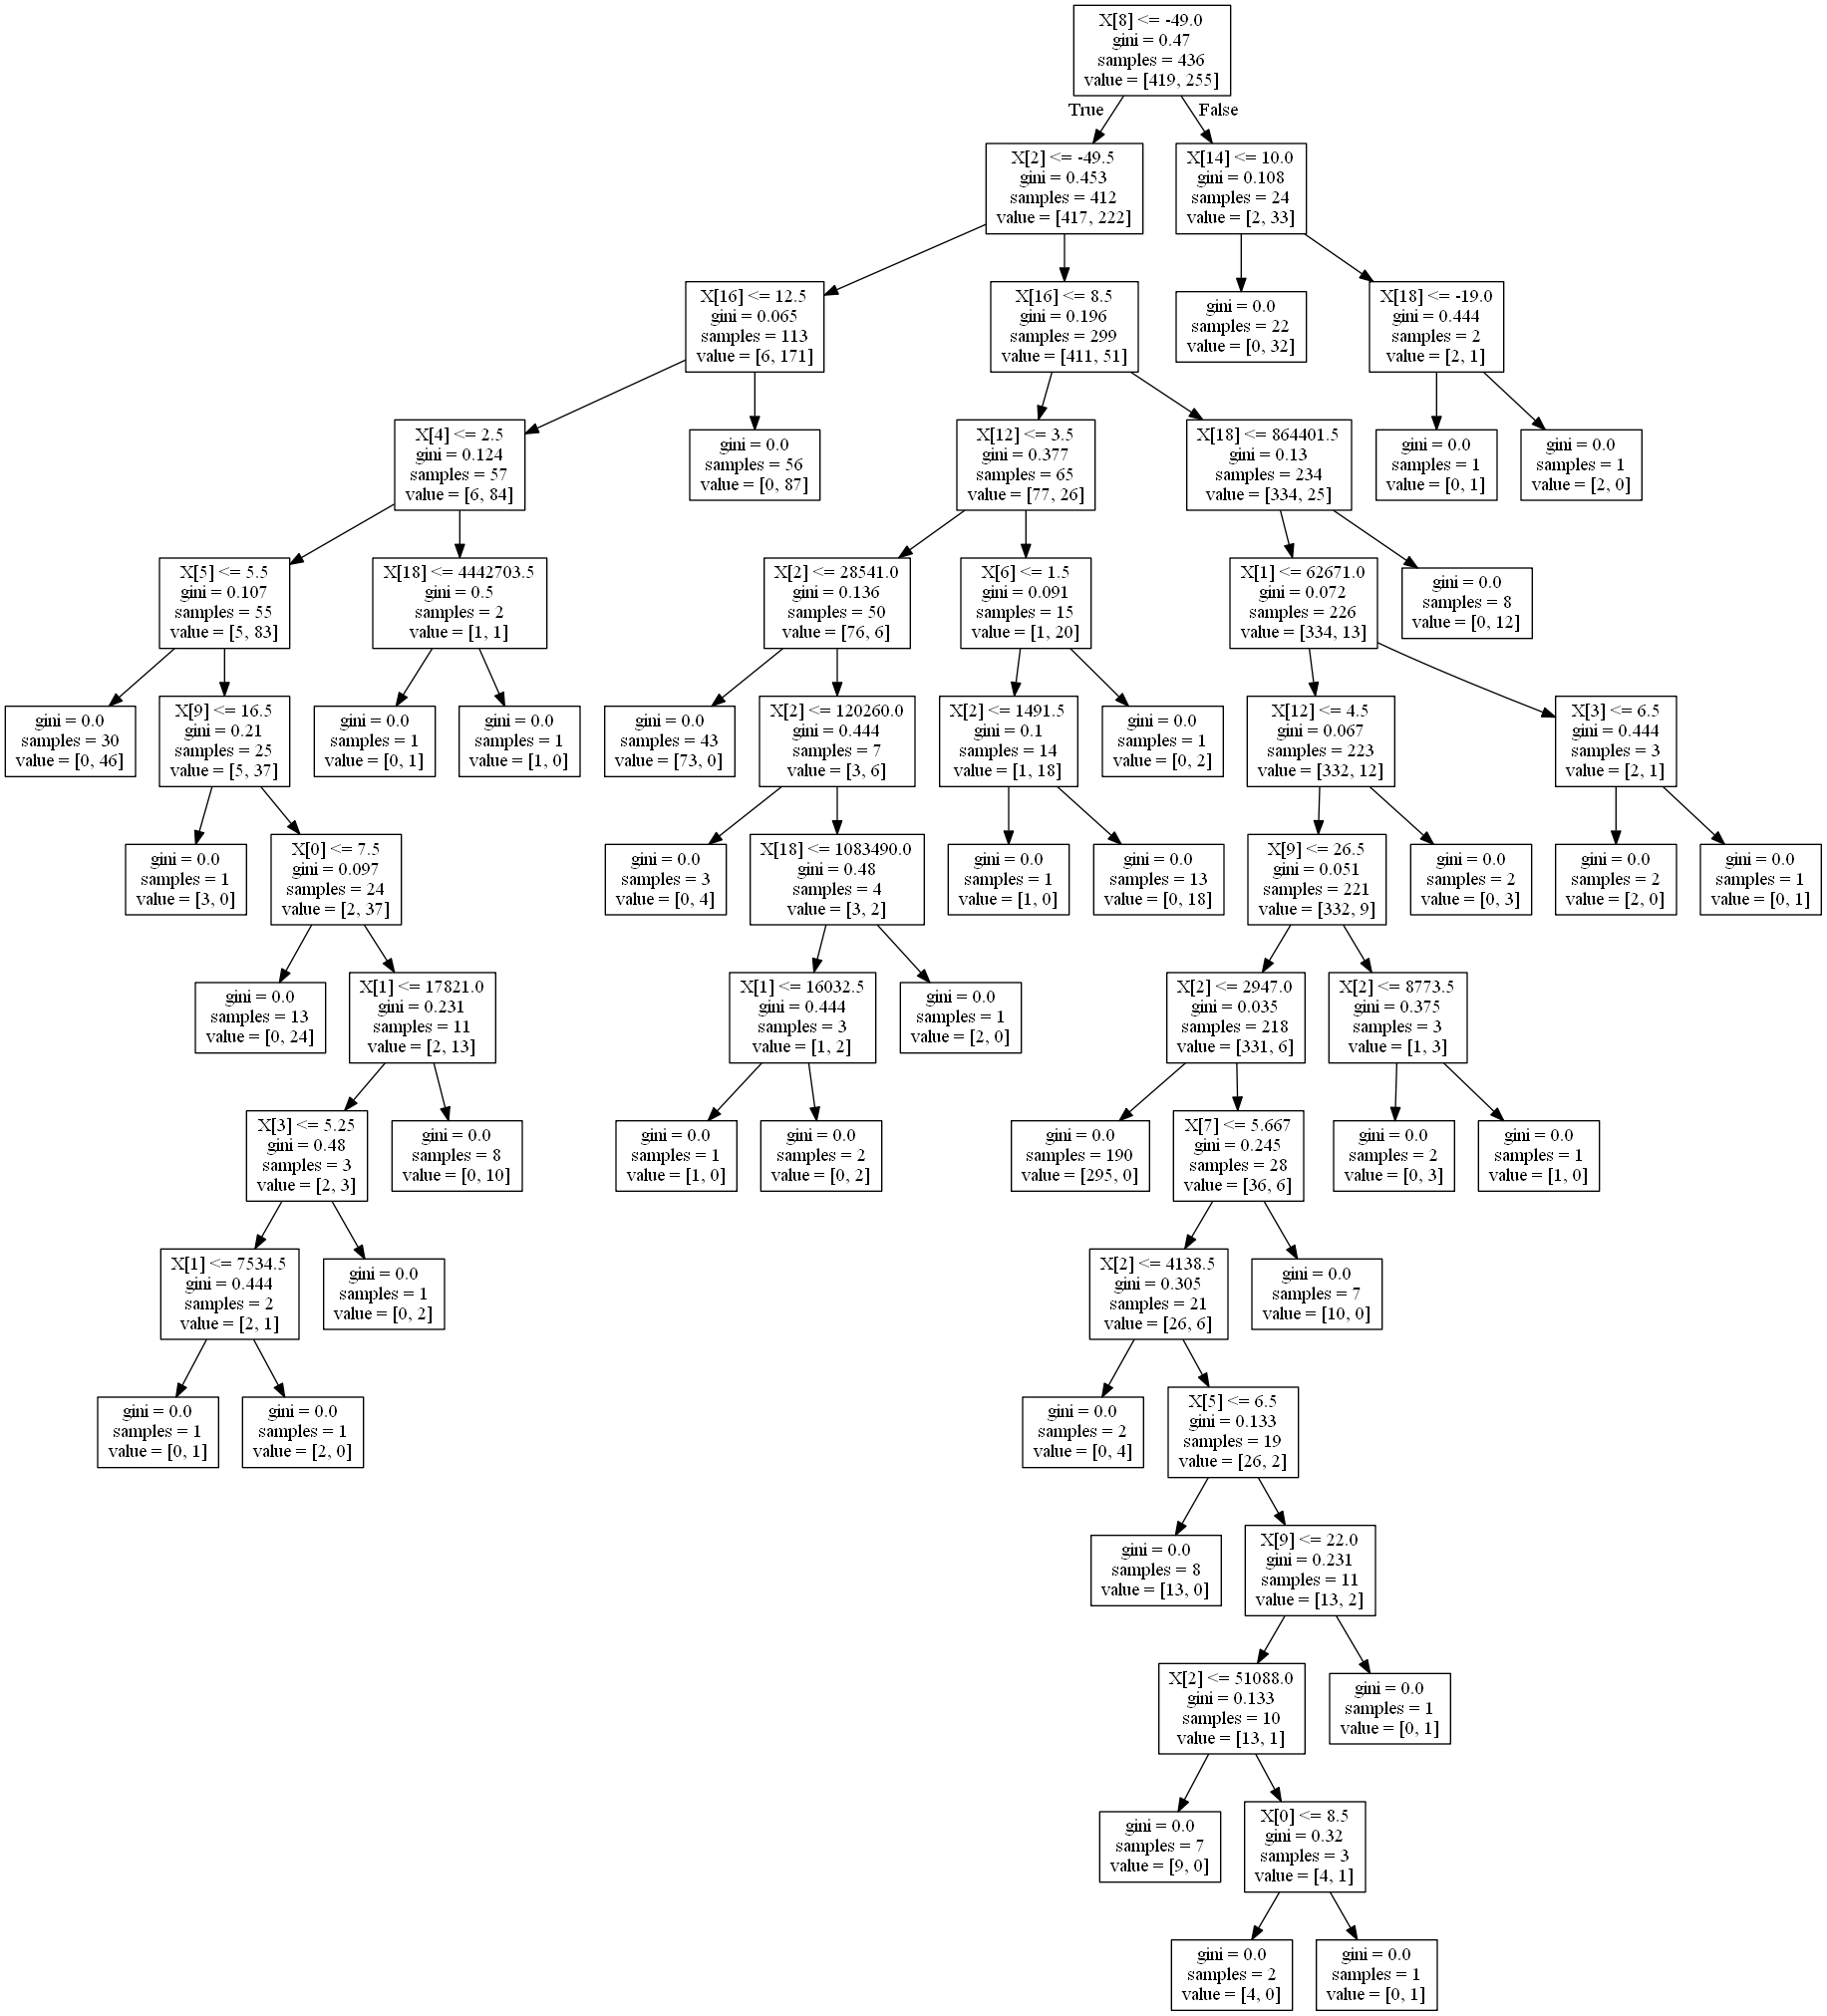 X[8] <= -49.0
gini = 0.47
samples = 436
value = [419, 255]
True
False
X[2] <= -49.5
gini = 0.453
samples = 412
value = [417, 222]
X[14] <= 10.0
gini = 0.108
samples = 24
value = [2, 33]
X[16] <= 12.5
gini = 0.065
samples = 113
value = [6, 171]
X[16] <= 8.5
gini = 0.196
samples = 299
value = [411, 51]
gini = 0.0
samples = 22
value = [0, 32]
X[18] <= -19.0
gini = 0.444
samples = 2
value = [2, 1]
X[4] <= 2.5
gini = 0.124
samples = 57
value = [6, 84]
gini = 0.0
samples = 56
value = [0, 87]
X[12] <= 3.5
gini = 0.377
samples = 65
value = [77, 26]
X[18] <= 864401.5
gini = 0.13
samples = 234
value = [334, 25]
gini = 0.0
samples = 1
value = [0, 1]
gini = 0.0
samples = 1
value = [2, 0]
X[5] <= 5.5
gini = 0.107
samples = 55
value = [5, 83]
X[18] <= 4442703.5
gini = 0.5
samples = 2
value = [1, 1]
X[2] <= 28541.0
gini = 0.136
samples = 50
value = [76, 6]
X[6] <= 1.5
gini = 0.091
samples = 15
value = [1, 20]
X[1] <= 62671.0
gini = 0.072
samples = 226
value = [334, 13]
gini = 0.0
samples = 8
value = [0, 12]
gini = 0.0
samples = 30
value = [0, 46]
X[9] <= 16.5
gini = 0.21
samples = 25
value = [5, 37]
gini = 0.0
samples = 1
value = [0, 1]
gini = 0.0
samples = 1
value = [1, 0]
gini = 0.0
samples = 43
value = [73, 0]
X[2] <= 120260.0
gini = 0.444
samples = 7
value = [3, 6]
X[2] <= 1491.5
gini = 0.1
samples = 14
value = [1, 18]
gini = 0.0
samples = 1
value = [0, 2]
X[12] <= 4.5
gini = 0.067
samples = 223
value = [332, 12]
X[3] <= 6.5
gini = 0.444
samples = 3
value = [2, 1]
gini = 0.0
samples = 1
value = [3, 0]
X[0] <= 7.5
gini = 0.097
samples = 24
value = [2, 37]
gini = 0.0
samples = 3
value = [0, 4]
X[18] <= 1083490.0
gini = 0.48
samples = 4
value = [3, 2]
gini = 0.0
samples = 1
value = [1, 0]
gini = 0.0
samples = 13
value = [0, 18]
X[9] <= 26.5
gini = 0.051
samples = 221
value = [332, 9]
gini = 0.0
samples = 2
value = [0, 3]
gini = 0.0
samples = 2
value = [2, 0]
gini = 0.0
samples = 1
value = [0, 1]
gini = 0.0
samples = 13
value = [0, 24]
X[1] <= 17821.0
gini = 0.231
samples = 11
value = [2, 13]
X[1] <= 16032.5
gini = 0.444
samples = 3
value = [1, 2]
gini = 0.0
samples = 1
value = [2, 0]
X[2] <= 2947.0
gini = 0.035
samples = 218
value = [331, 6]
X[2] <= 8773.5
gini = 0.375
samples = 3
value = [1, 3]
X[3] <= 5.25
gini = 0.48
samples = 3
value = [2, 3]
gini = 0.0
samples = 8
value = [0, 10]
gini = 0.0
samples = 1
value = [1, 0]
gini = 0.0
samples = 2
value = [0, 2]
gini = 0.0
samples = 190
value = [295, 0]
X[7] <= 5.667
gini = 0.245
samples = 28
value = [36, 6]
gini = 0.0
samples = 2
value = [0, 3]
gini = 0.0
samples = 1
value = [1, 0]
X[1] <= 7534.5
gini = 0.444
samples = 2
value = [2, 1]
gini = 0.0
samples = 1
value = [0, 2]
X[2] <= 4138.5
gini = 0.305
samples = 21
value = [26, 6]
gini = 0.0
samples = 7
value = [10, 0]
gini = 0.0
samples = 1
value = [0, 1]
gini = 0.0
samples = 1
value = [2, 0]
gini = 0.0
samples = 2
value = [0, 4]
X[5] <= 6.5
gini = 0.133
samples = 19
value = [26, 2]
gini = 0.0
samples = 8
value = [13, 0]
X[9] <= 22.0
gini = 0.231
samples = 11
value = [13, 2]
X[2] <= 51088.0
gini = 0.133
samples = 10
value = [13, 1]
gini = 0.0
samples = 1
value = [0, 1]
gini = 0.0
samples = 7
value = [9, 0]
X[0] <= 8.5
gini = 0.32
samples = 3
value = [4, 1]
gini = 0.0
samples = 2
value = [4, 0]
gini = 0.0
samples = 1
value = [0, 1]